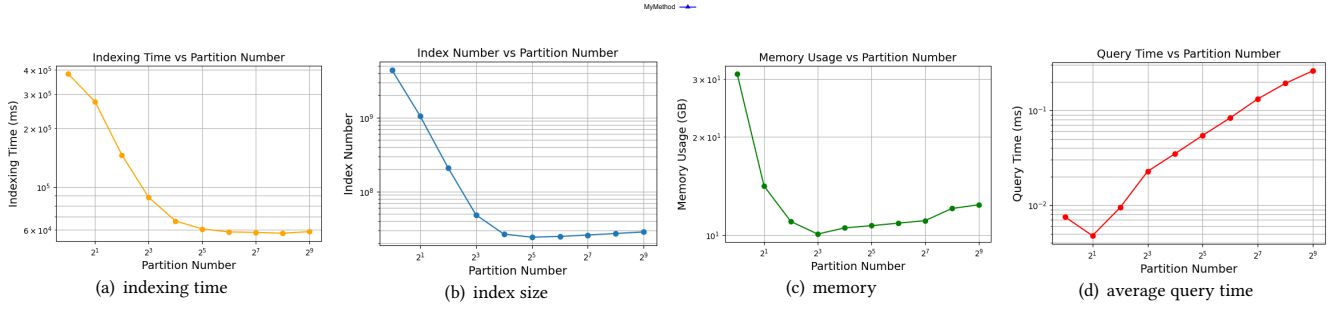 MyMethod
Indexing Time vs Partition Number
4 × 10⁵
3 × 10⁵
2 × 10⁵
10⁵
6 × 10⁴
Indexing Time (ms)
2¹ 2³ 2⁵ 2⁷ 2⁹
Partition Number
(a) indexing time
Index Number vs Partition Number
10⁹
10⁸
Index Number
2¹ 2³ 2⁵ 2⁷ 2⁹
Partition Number
(b) index size
Memory Usage vs Partition Number
3 × 10¹
2 × 10¹
10¹
Memory Usage (GB)
2¹ 2³ 2⁵ 2⁷ 2⁹
Partition Number
(c) memory
Query Time vs Partition Number
10⁻¹
10⁻²
Query Time (ms)
2¹ 2³ 2⁵ 2⁷ 2⁹
Partition Number
(d) average query time